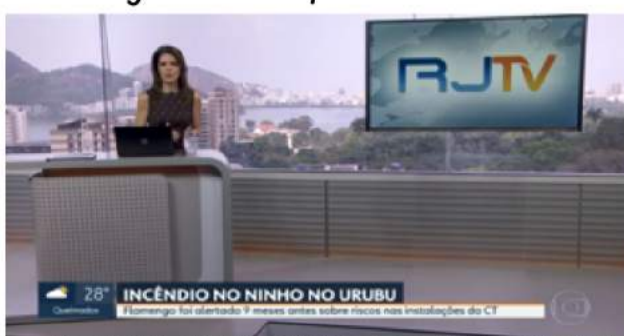 RJTV
28° INCÊNDIO NO NINHO NO URUBU
Queimados Flamengo foi alertado 9 meses antes sobre riscos nas instalações do CT